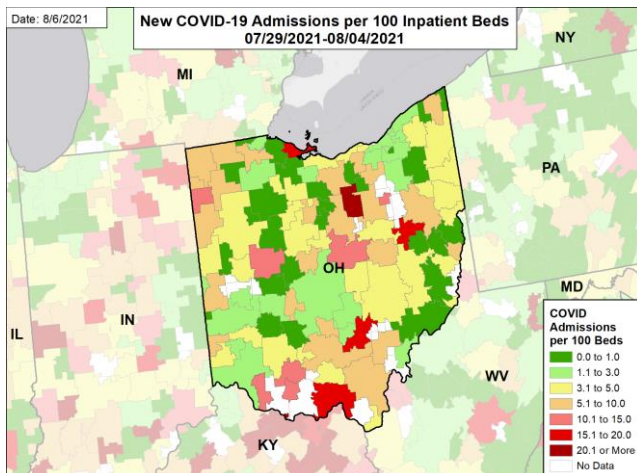 Date: 8/6/2021
New COVID-19 Admissions per 100 Inpatient Beds
07/29/2021-08/04/2021
NY
MI
PA
OH
MD
IL
IN
WV
KY
COVID
Admissions
per 100 Beds
0.0 to 1.0
1.1 to 3.0
3.1 to 5.0
5.1 to 10.0
10.1 to 15.0
15.1 to 20.0
20.1 or More
No Data